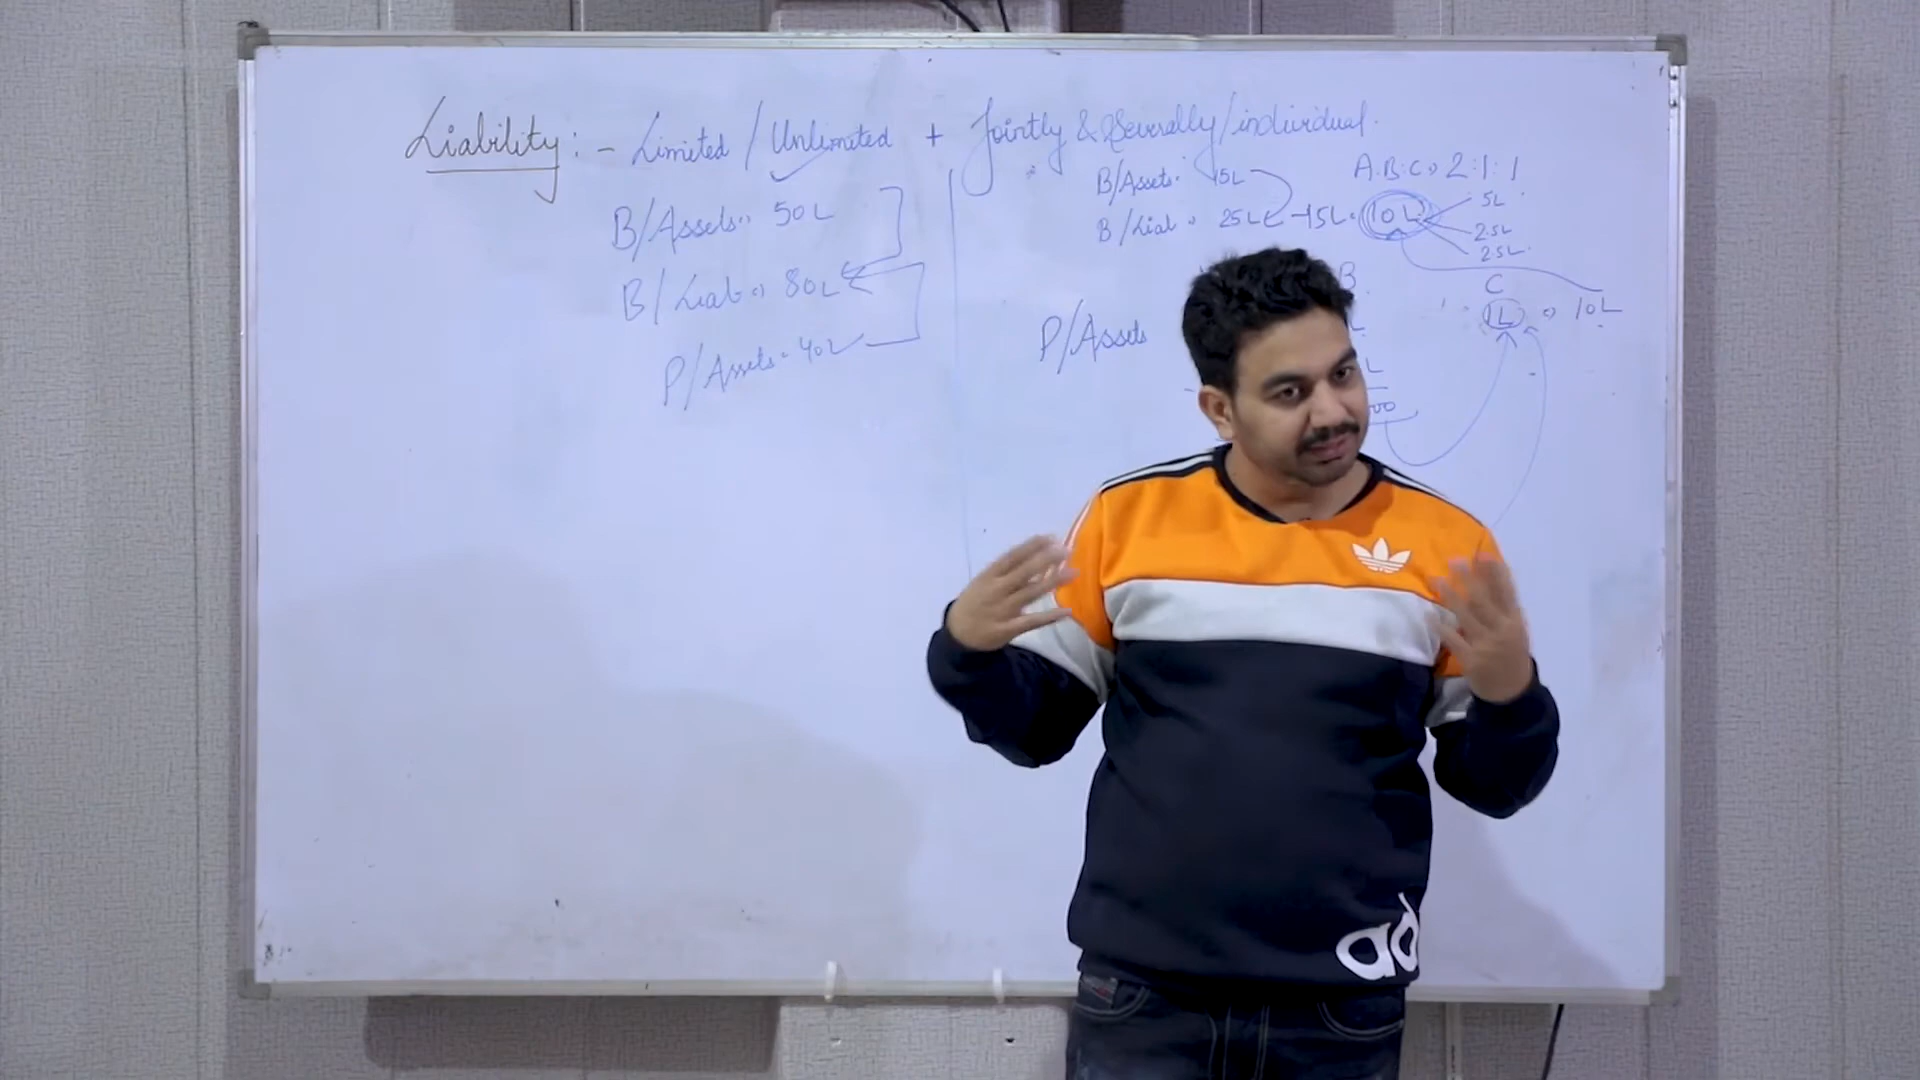 Liability : - Limited / Unlimited + Jointly & Severally/individual.
B/Assets = 50L
B/Liab = 80L
P/Assets = 40L
B/Assets = 15L
B/Liab = 25L - 15L = 10L
A:B:C = 2:1:1
5L
2.5L
2.5L
B
C
P/Assets
1L = 10L
L
L
ad